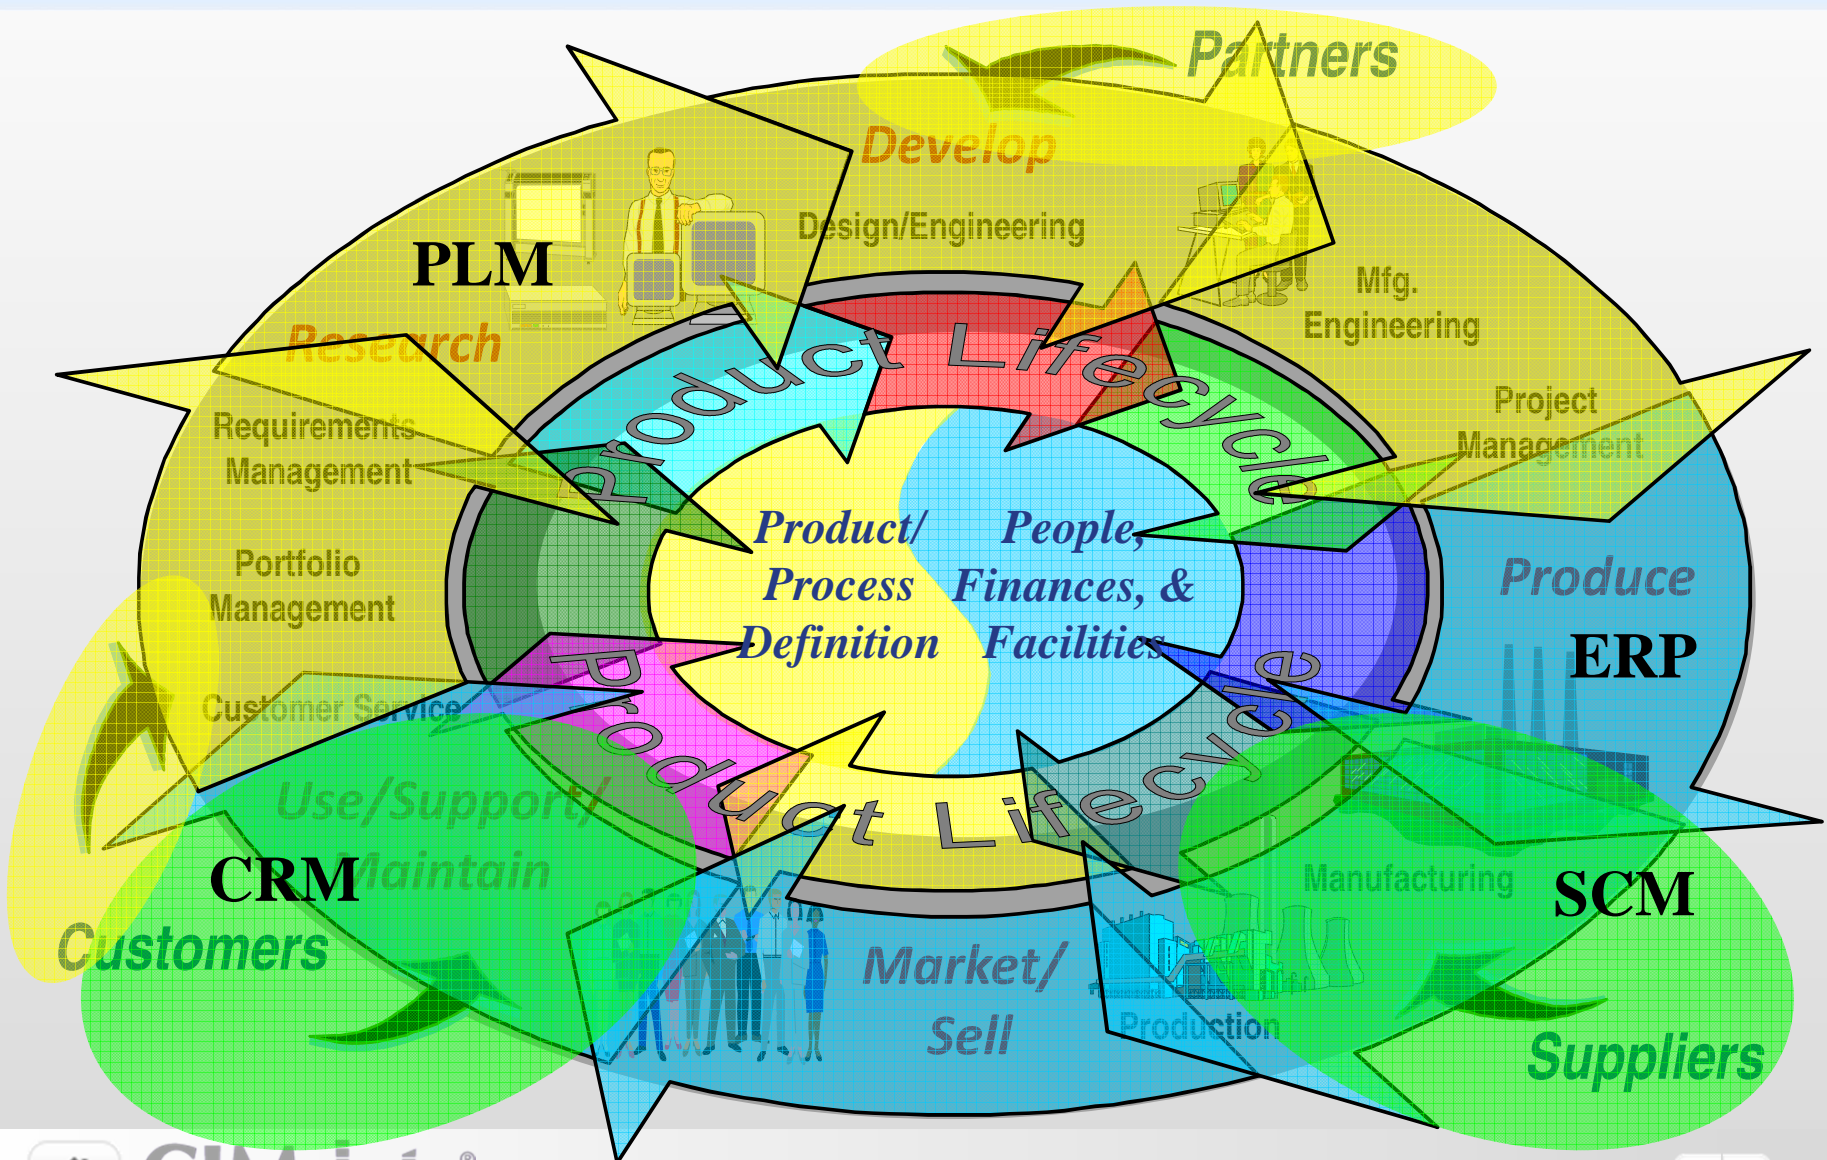 Partners
Develop
Design/Engineering
PLM
Mfg.
Engineering
Research
Product Lifecycle
Project
Management
Requirements
Management
Product/
Process
Definition
People,
Finances, &
Facilities
Portfolio
Management
Produce
ERP
Customer Service
Product Lifecycle
Use/Support/
Maintain
CRM
Manufacturing
SCM
Customers
Market/
Sell
Production
Suppliers